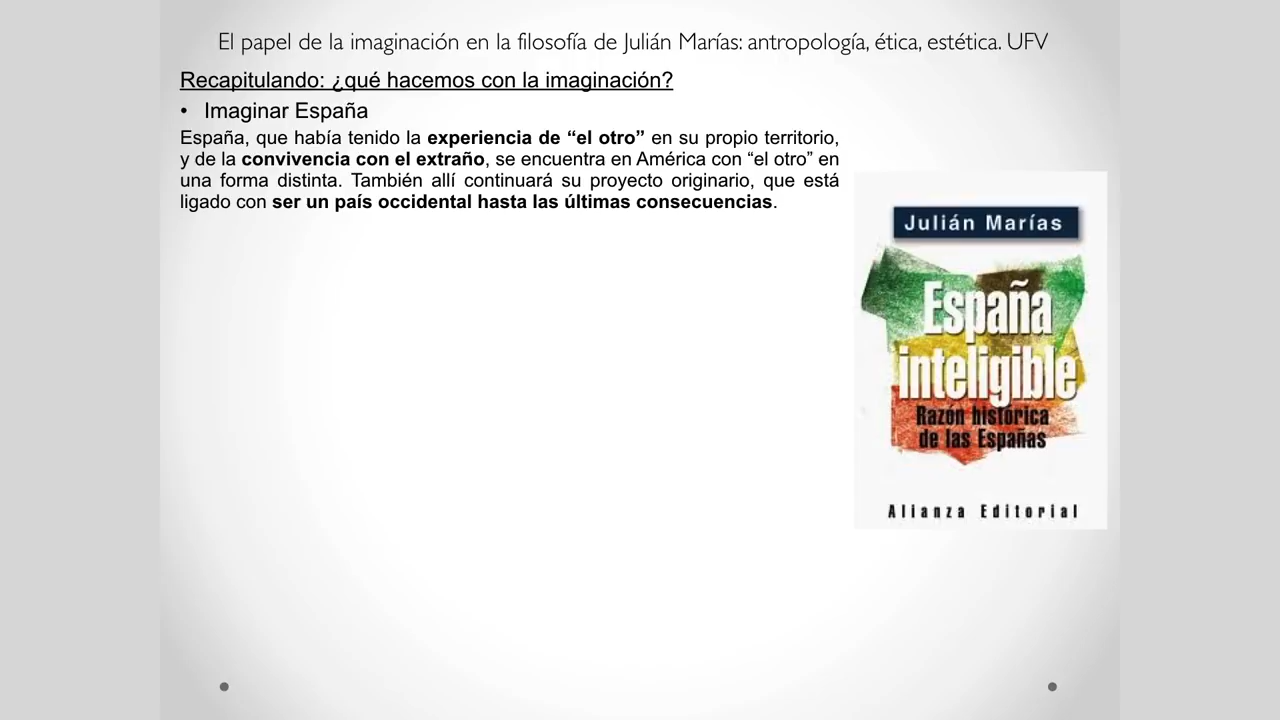 El papel de la imaginación en la filosofía de Julián Marías: antropología, ética, estética. UFV
Recapitulando: ¿qué hacemos con la imaginación?
• Imaginar España
España, que había tenido la experiencia de “el otro” en su propio territorio,
y de la convivencia con el extraño, se encuentra en América con “el otro” en
una forma distinta. También allí continuará su proyecto originario, que está
ligado con ser un país occidental hasta las últimas consecuencias.
Julián Marías
España
inteligible
Razón histórica
de las Españas
Alianza Editorial